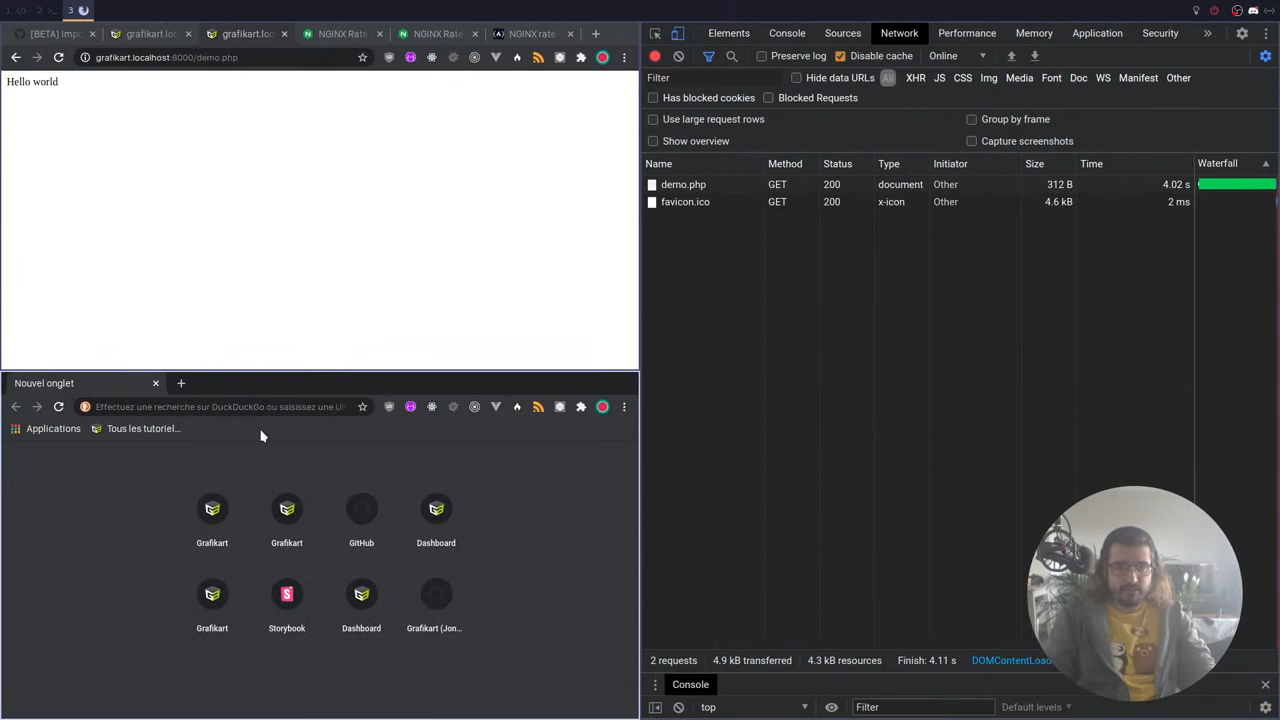 1 </> 2 >_ 3
[BETA] Impo grafikart.loc grafikart.loc NGINX Rate NGINX Rate NGINX rate-
grafikart.localhost:8000/demo.php
Hello world
Nouvel onglet
Effectuez une recherche sur DuckDuckGo ou saisissez une UR
Applications Tous les tutoriel...
Grafikart Grafikart GitHub Dashboard
Grafikart Storybook Dashboard Grafikart (Jon...
Elements Console Sources Network Performance Memory Application Security »
Preserve log Disable cache Online
Filter Hide data URLs All XHR JS CSS Img Media Font Doc WS Manifest Other
Has blocked cookies Blocked Requests
Use large request rows Group by frame
Show overview Capture screenshots
Name Method Status Type Initiator Size Time Waterfall
demo.php GET 200 document Other 312 B 4.02 s
favicon.ico GET 200 x-icon Other 4.6 kB 2 ms
2 requests 4.9 kB transferred 4.3 kB resources Finish: 4.11 s DOMContentLoad
Console
top Filter Default levels